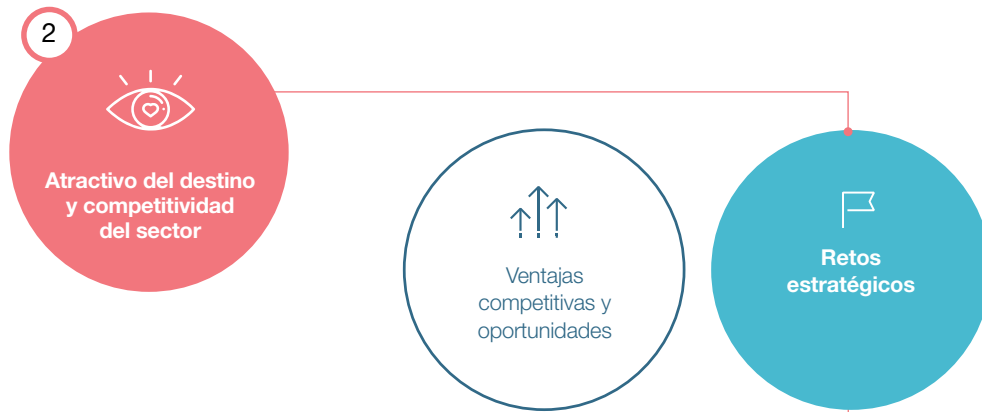 2
Atractivo del destino
y competitividad
del sector
Ventajas
competitivas y
oportunidades
Retos
estratégicos